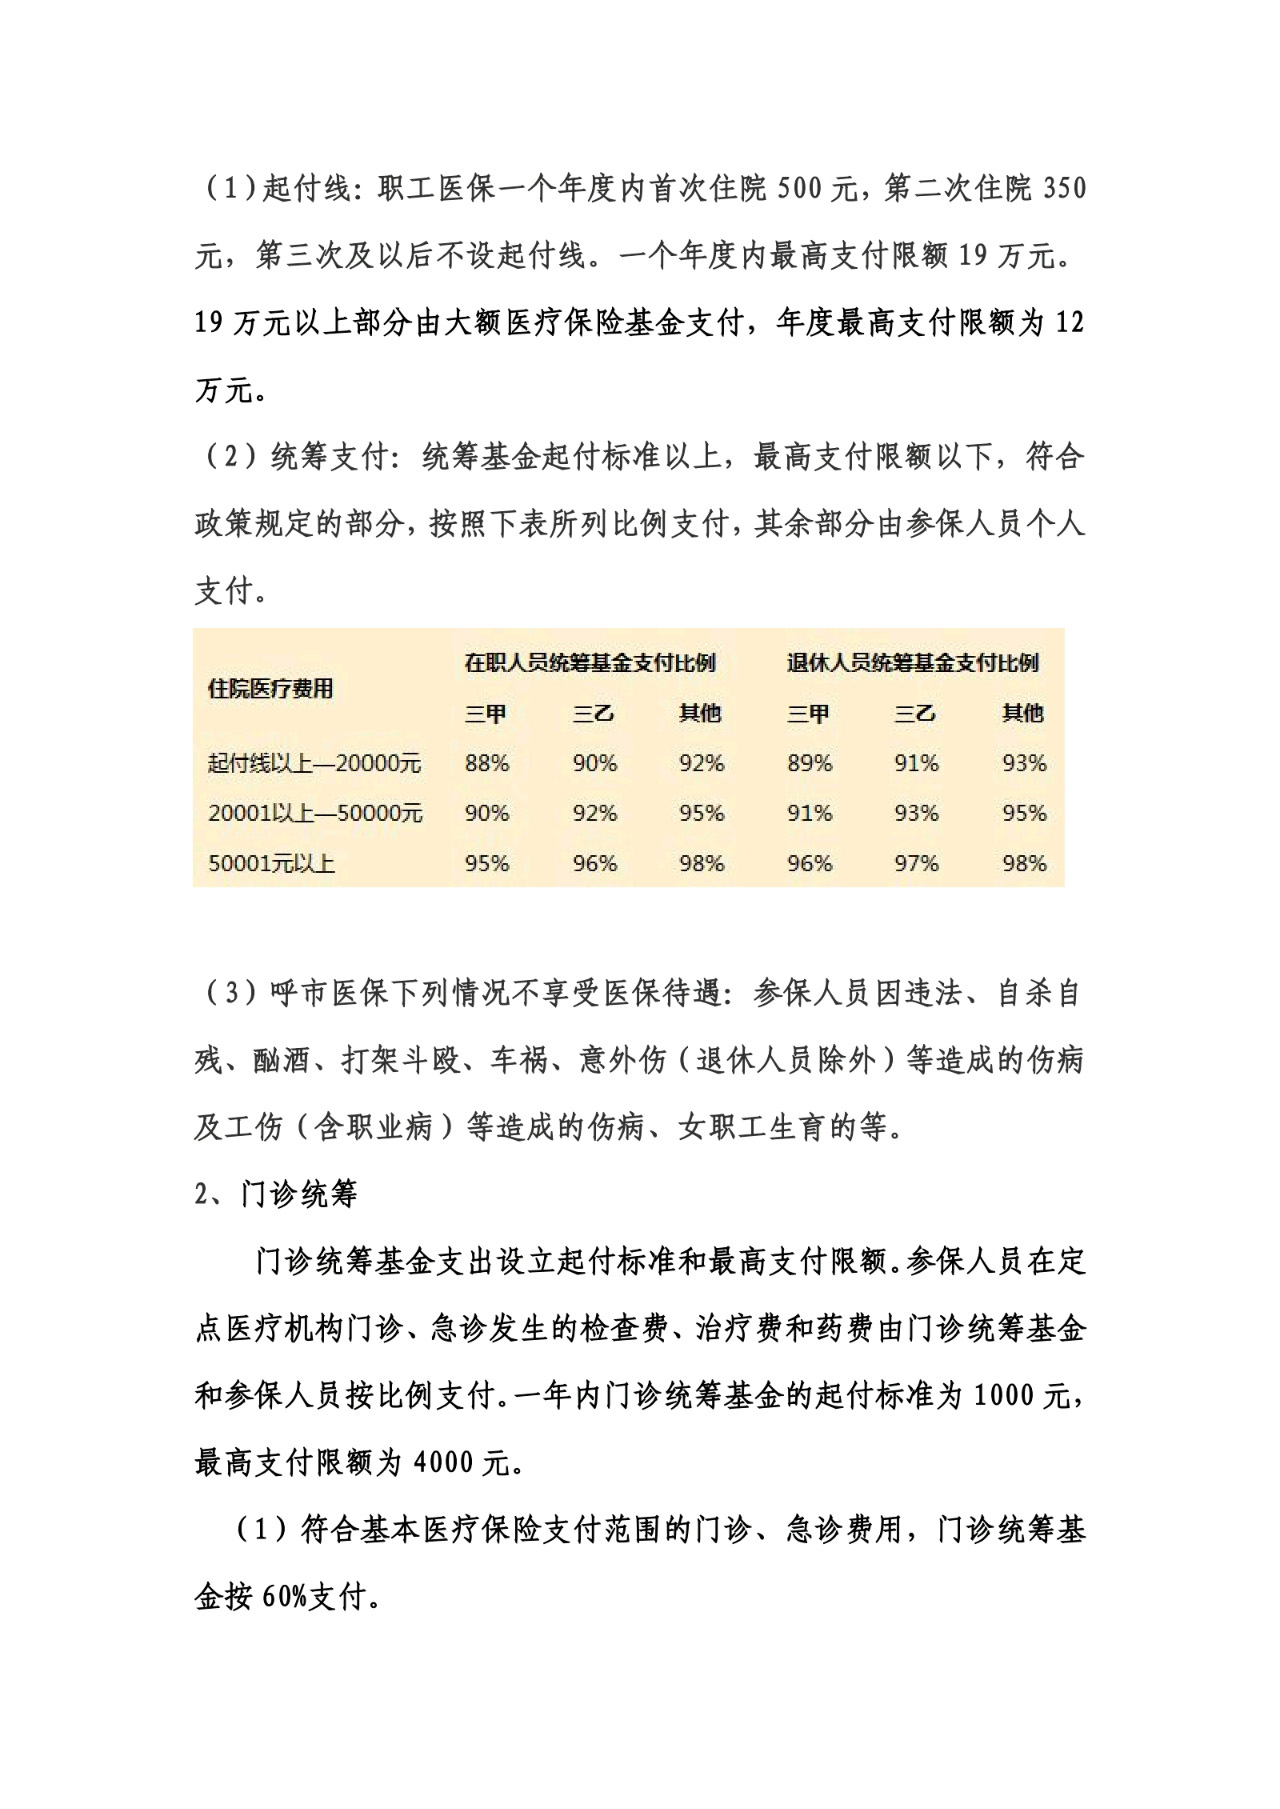 （1)起付线：职工医保一个年度内首次住院 500 元，第二次住院 350
元，第三次及以后不设起付线。一个年度内最高支付限额 19 万元。
19 万元以上部分由大额医疗保险基金支付，年度最高支付限额为 12
万元。
（2）统筹支付：统筹基金起付标准以上，最高支付限额以下，符合
政策规定的部分，按照下表所列比例支付，其余部分由参保人员个人
支付。
住院医疗费用 在职人员统筹基金支付比例 退休人员统筹基金支付比例
三甲 三乙 其他 三甲 三乙 其他
起付线以上—20000元 88% 90% 92% 89% 91% 93%
20001以上—50000元 90% 92% 95% 91% 93% 95%
50001元以上 95% 96% 98% 96% 97% 98%
（3）呼市医保下列情况不享受医保待遇：参保人员因违法、自杀自
残、酗酒、打架斗殴、车祸、意外伤（退休人员除外）等造成的伤病
及工伤（含职业病）等造成的伤病、女职工生育的等。
2、门诊统筹
门诊统筹基金支出设立起付标准和最高支付限额。参保人员在定
点医疗机构门诊、急诊发生的检查费、治疗费和药费由门诊统筹基金
和参保人员按比例支付。一年内门诊统筹基金的起付标准为 1000 元，
最高支付限额为 4000 元。
（1）符合基本医疗保险支付范围的门诊、急诊费用，门诊统筹基
金按 60%支付。